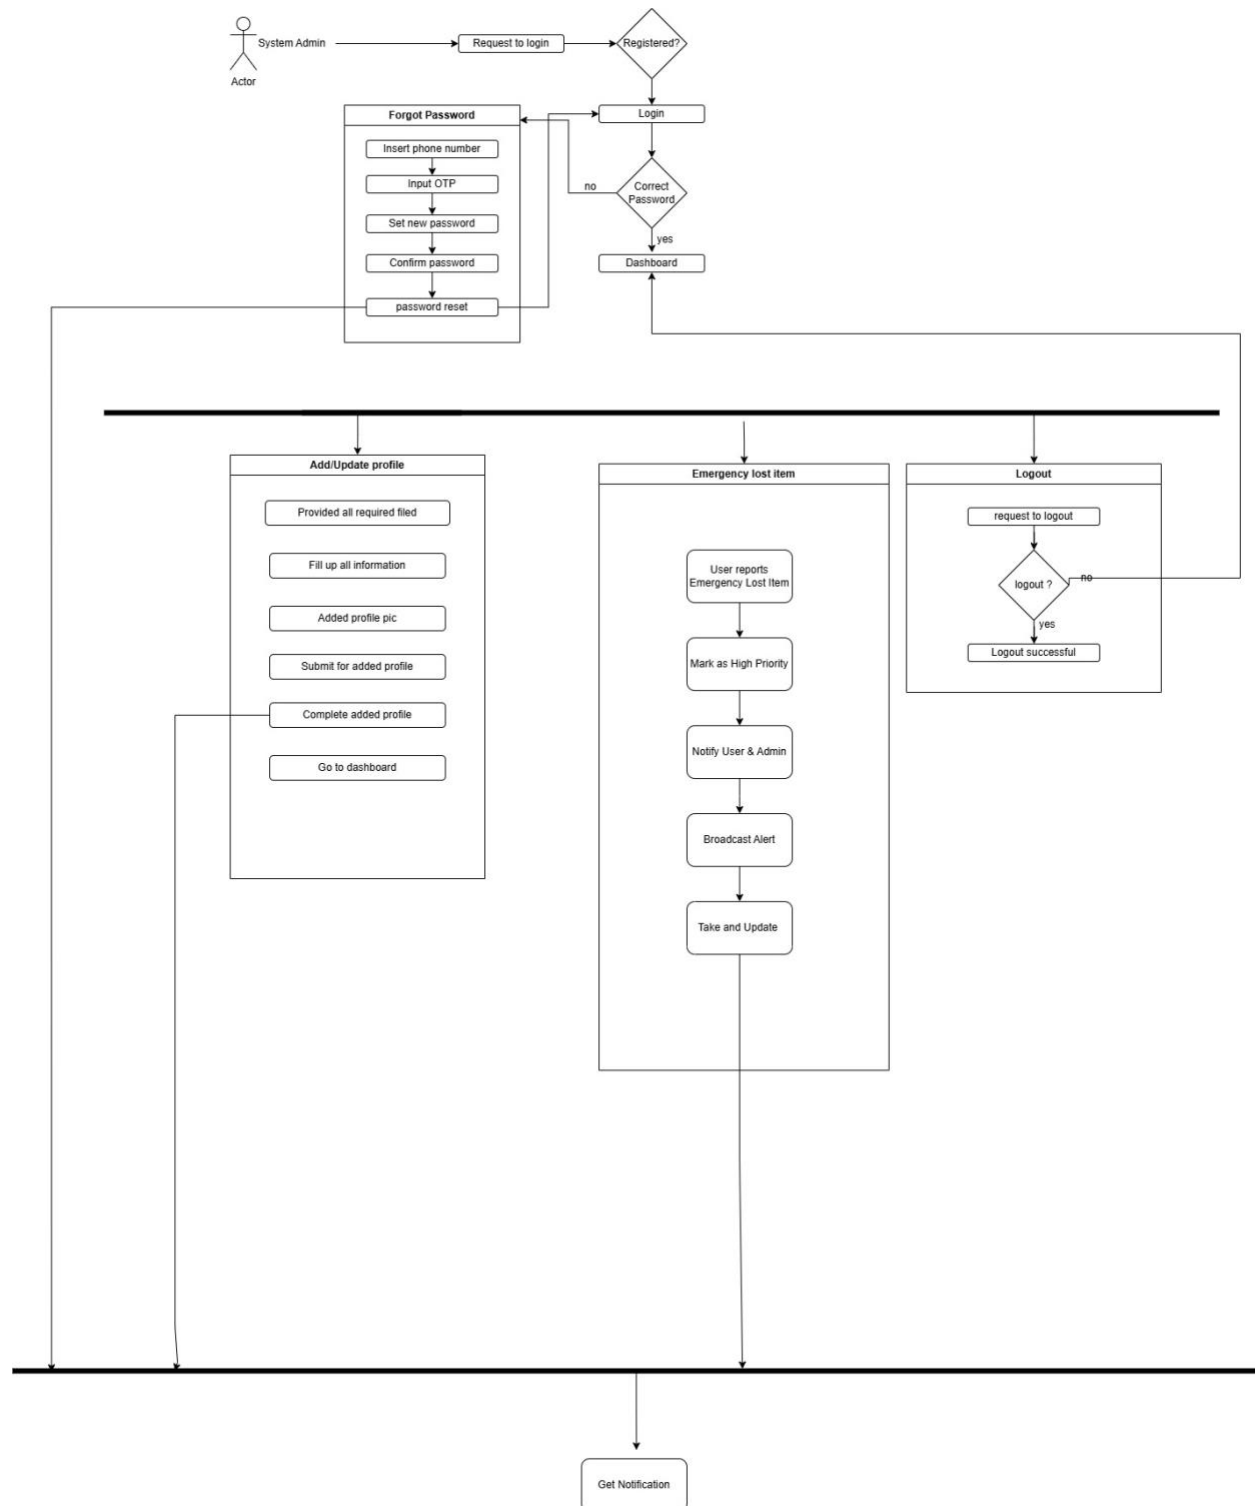 System Admin
Actor
Request to login
Registered?
Forgot Password
Insert phone number
Input OTP
Set new password
Confirm password
password reset
Login
Correct
Password
no
yes
Dashboard
Add/Update profile
Provided all required filed
Fill up all information
Added profile pic
Submit for added profile
Complete added profile
Go to dashboard
Emergency lost item
User reports
Emergency Lost Item
Mark as High Priority
Notify User & Admin
Broadcast Alert
Take and Update
Logout
request to logout
logout ?
no
yes
Logout successful
Get Notification